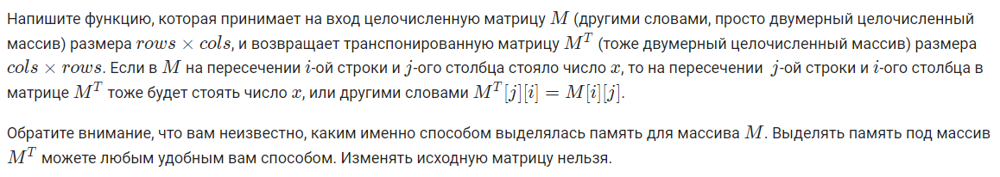 Напишите функцию, которая принимает на вход целочисленную матрицу M (другими словами, просто двумерный целочисленный
массив) размера rows × cols, и возвращает транспонированную матрицу Mᵀ (тоже двумерный целочисленный массив) размера
cols × rows. Если в M на пересечении i-ой строки и j-ого столбца стояло число x, то на пересечении j-ой строки и i-ого столбца в
матрице Mᵀ тоже будет стоять число x, или другими словами Mᵀ[j][i] = M[i][j].
Обратите внимание, что вам неизвестно, каким именно способом выделялась память для массива M. Выделять память под массив
Mᵀ можете любым удобным вам способом. Изменять исходную матрицу нельзя.